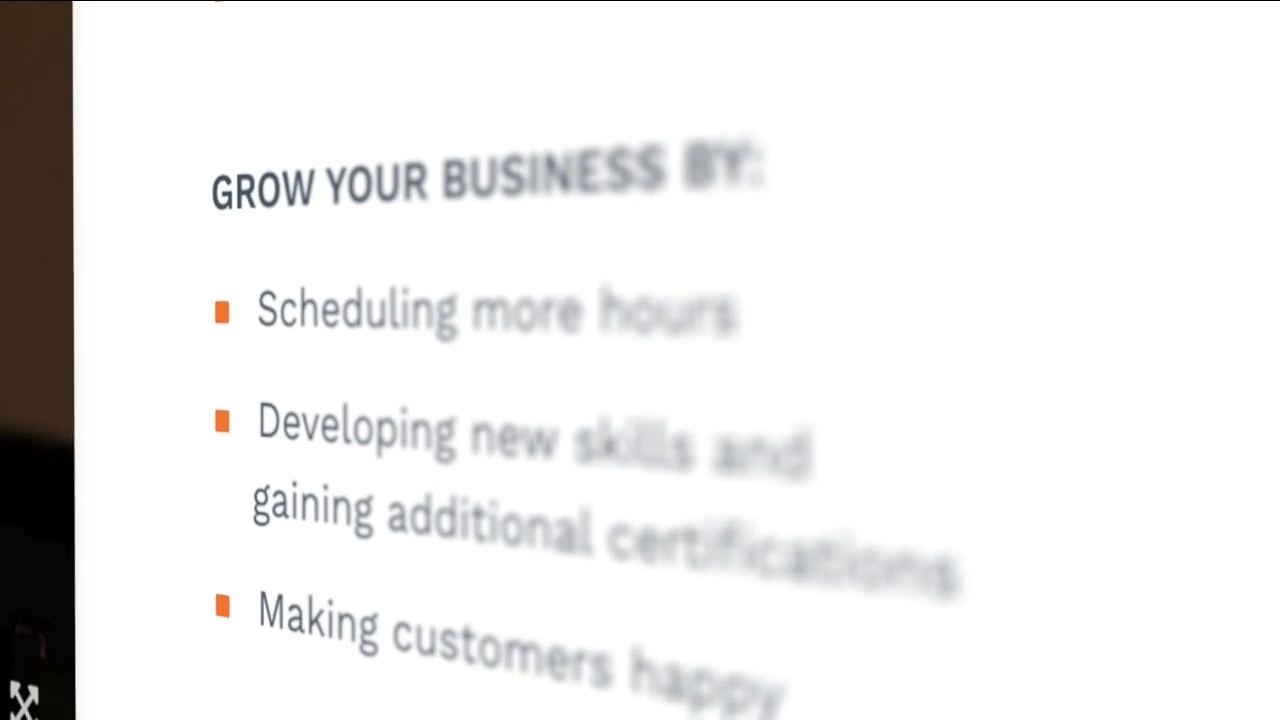 GROW YOUR BUSINESS BY:
Scheduling more hours
Developing new skills and
gaining additional certifications
Making customers happy